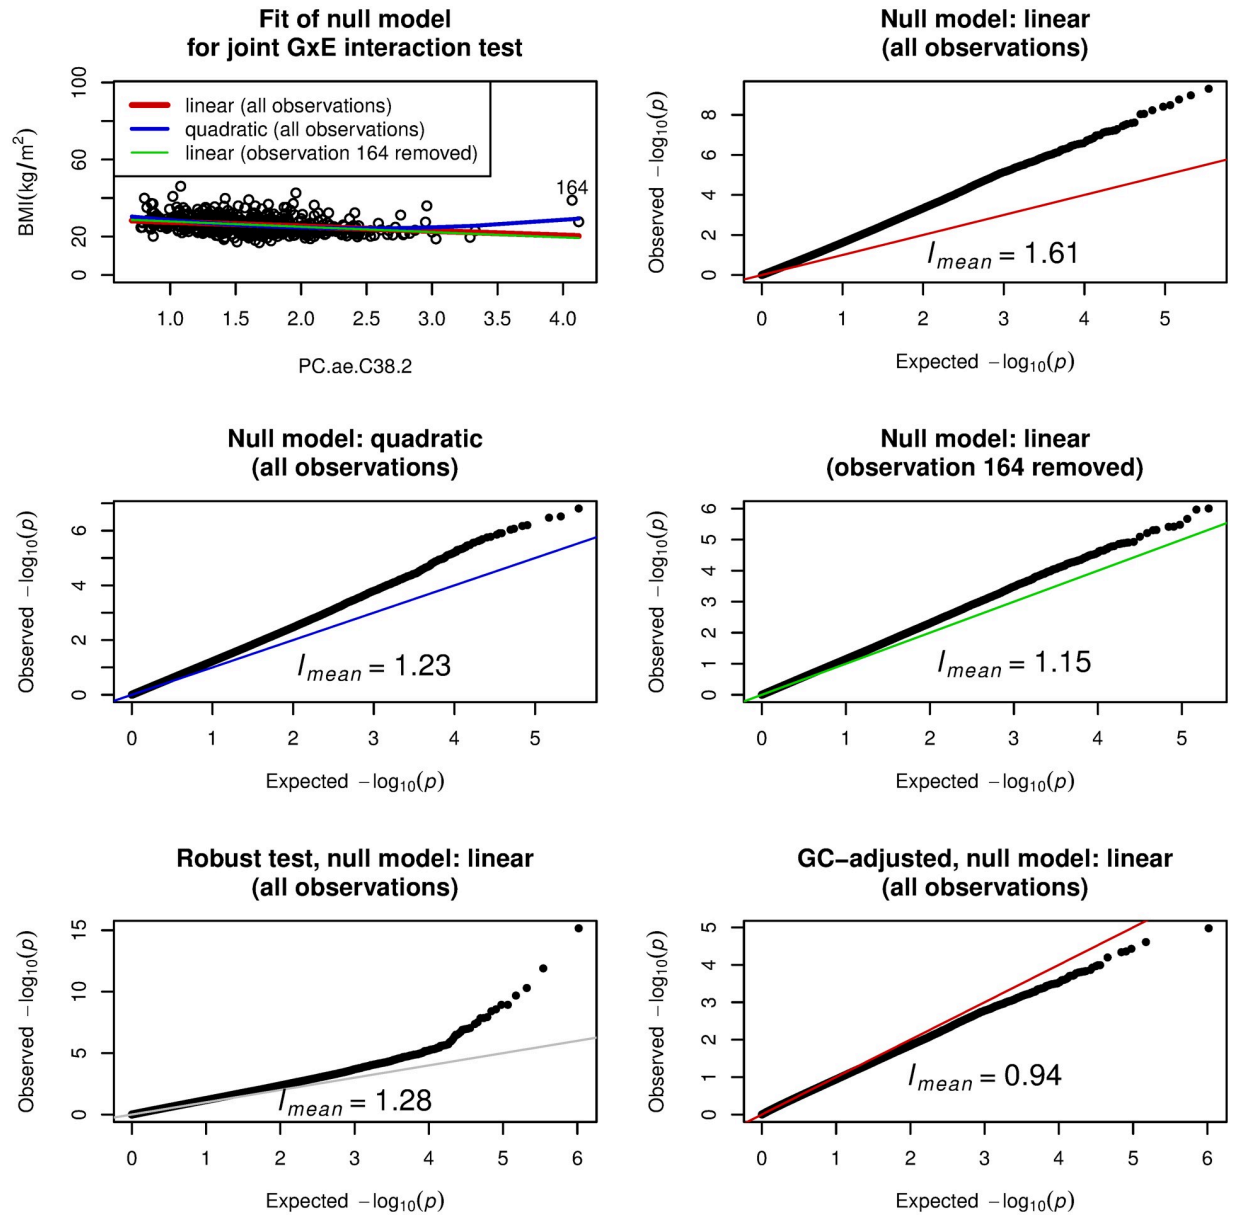 Fit of null model
for joint GxE interaction test
100
60
20
0
BMI(kg/m²)
linear (all observations)
quadratic (all observations)
linear (observation 164 removed)
164
1.0 1.5 2.0 2.5 3.0 3.5 4.0
PC.ae.C38.2
Null model: linear
(all observations)
8
6
4
2
0
Observed −log₁₀(p)
I mean = 1.61
0 1 2 3 4 5
Expected −log₁₀(p)
Null model: quadratic
(all observations)
6
4
2
0
Observed −log₁₀(p)
I mean = 1.23
0 1 2 3 4 5
Expected −log₁₀(p)
Null model: linear
(observation 164 removed)
6
5
4
3
2
1
0
Observed −log₁₀(p)
I mean = 1.15
0 1 2 3 4 5
Expected −log₁₀(p)
Robust test, null model: linear
(all observations)
15
10
5
0
Observed −log₁₀(p)
I mean = 1.28
0 1 2 3 4 5 6
Expected −log₁₀(p)
GC−adjusted, null model: linear
(all observations)
5
4
3
2
1
0
Observed −log₁₀(p)
I mean = 0.94
0 1 2 3 4 5 6
Expected −log₁₀(p)